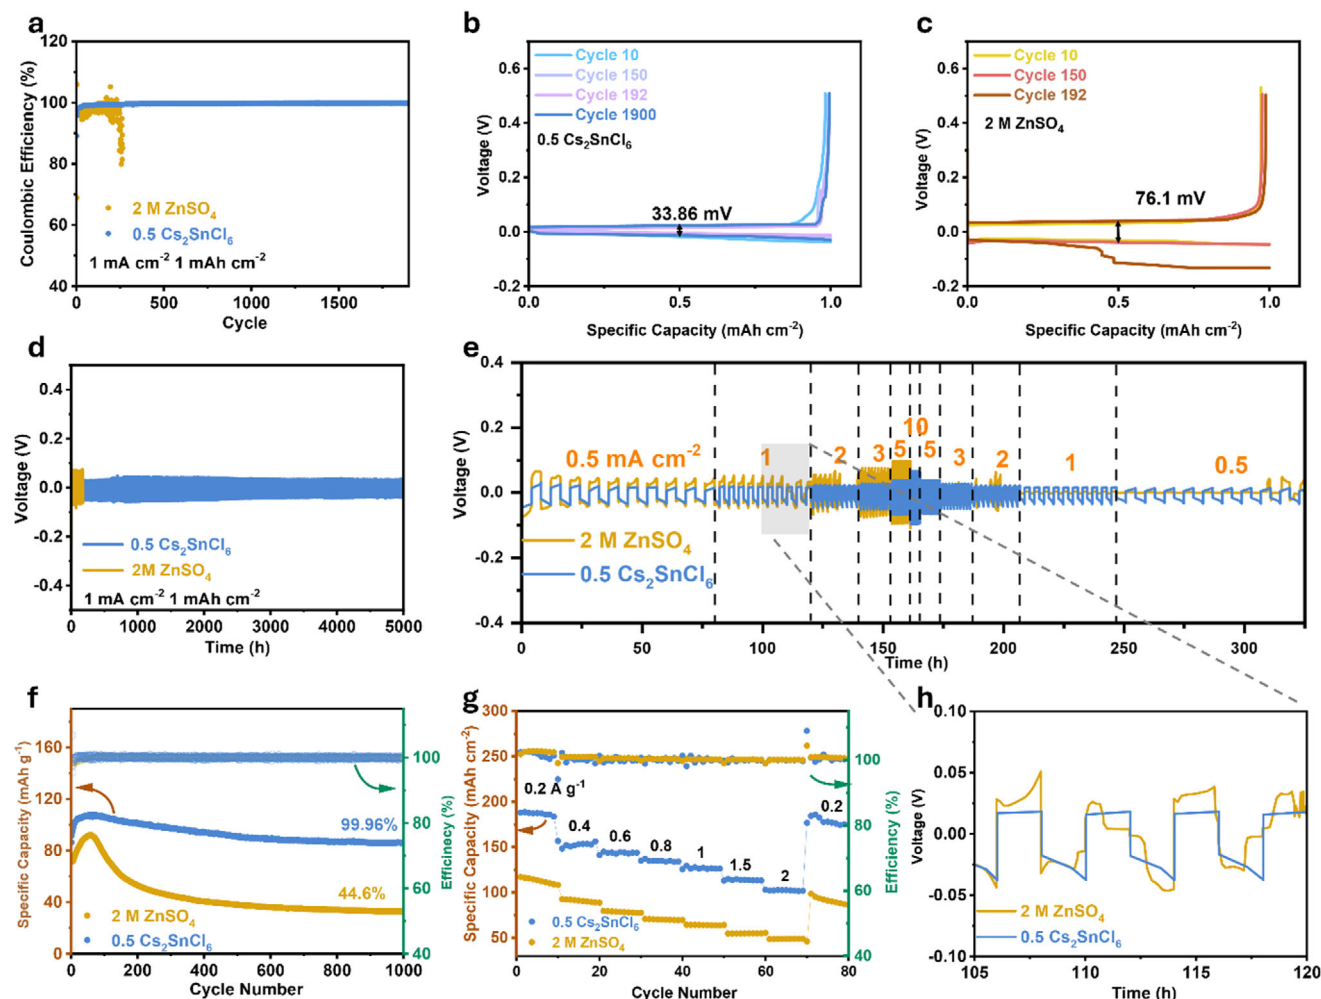 a
120
100
80
60
40
Coulombic Efficiency (%)
2 M ZnSO₄
0.5 Cs₂SnCl₆
1 mA cm⁻² 1 mAh cm⁻²
0
500
1000
1500
Cycle
b
0.6
0.4
0.2
0.0
-0.2
Voltage (V)
Cycle 10
Cycle 150
Cycle 192
Cycle 1900
0.5 Cs₂SnCl₆
33.86 mV
0.0
0.5
1.0
Specific Capacity (mAh cm⁻²)
c
0.6
0.4
0.2
0.0
-0.2
Voltage (V)
Cycle 10
Cycle 150
Cycle 192
2 M ZnSO₄
76.1 mV
0.0
0.5
1.0
Specific Capacity (mAh cm⁻²)
d
0.4
0.2
0.0
-0.2
-0.4
Voltage (V)
0.5 Cs₂SnCl₆
2M ZnSO₄
1 mA cm⁻² 1 mAh cm⁻²
0
1000
2000
3000
4000
5000
Time (h)
e
0.4
0.2
0.0
-0.2
-0.4
Voltage (V)
0.5 mA cm⁻²
1
2
3
5
10
5
3
2
1
0.5
2 M ZnSO₄
0.5 Cs₂SnCl₆
0
50
100
150
200
250
300
Time (h)
f
160
120
80
40
0
Specific Capacity (mAh g⁻¹)
99.96%
44.6%
2 M ZnSO₄
0.5 Cs₂SnCl₆
100
80
60
40
Efficinecy (%)
0
200
400
600
800
1000
Cycle Number
g
300
250
200
150
100
50
Specific Capacity (mAh cm⁻²)
0.2 A g⁻¹
0.4
0.6
0.8
1
1.5
2
0.2
0.5 Cs₂SnCl₆
2 M ZnSO₄
100
80
60
40
Efficiency (%)
0
20
40
60
80
Cycle Number
h
0.10
0.05
0.00
-0.05
-0.10
Voltage (V)
2 M ZnSO₄
0.5 Cs₂SnCl₆
105
110
115
120
Time (h)